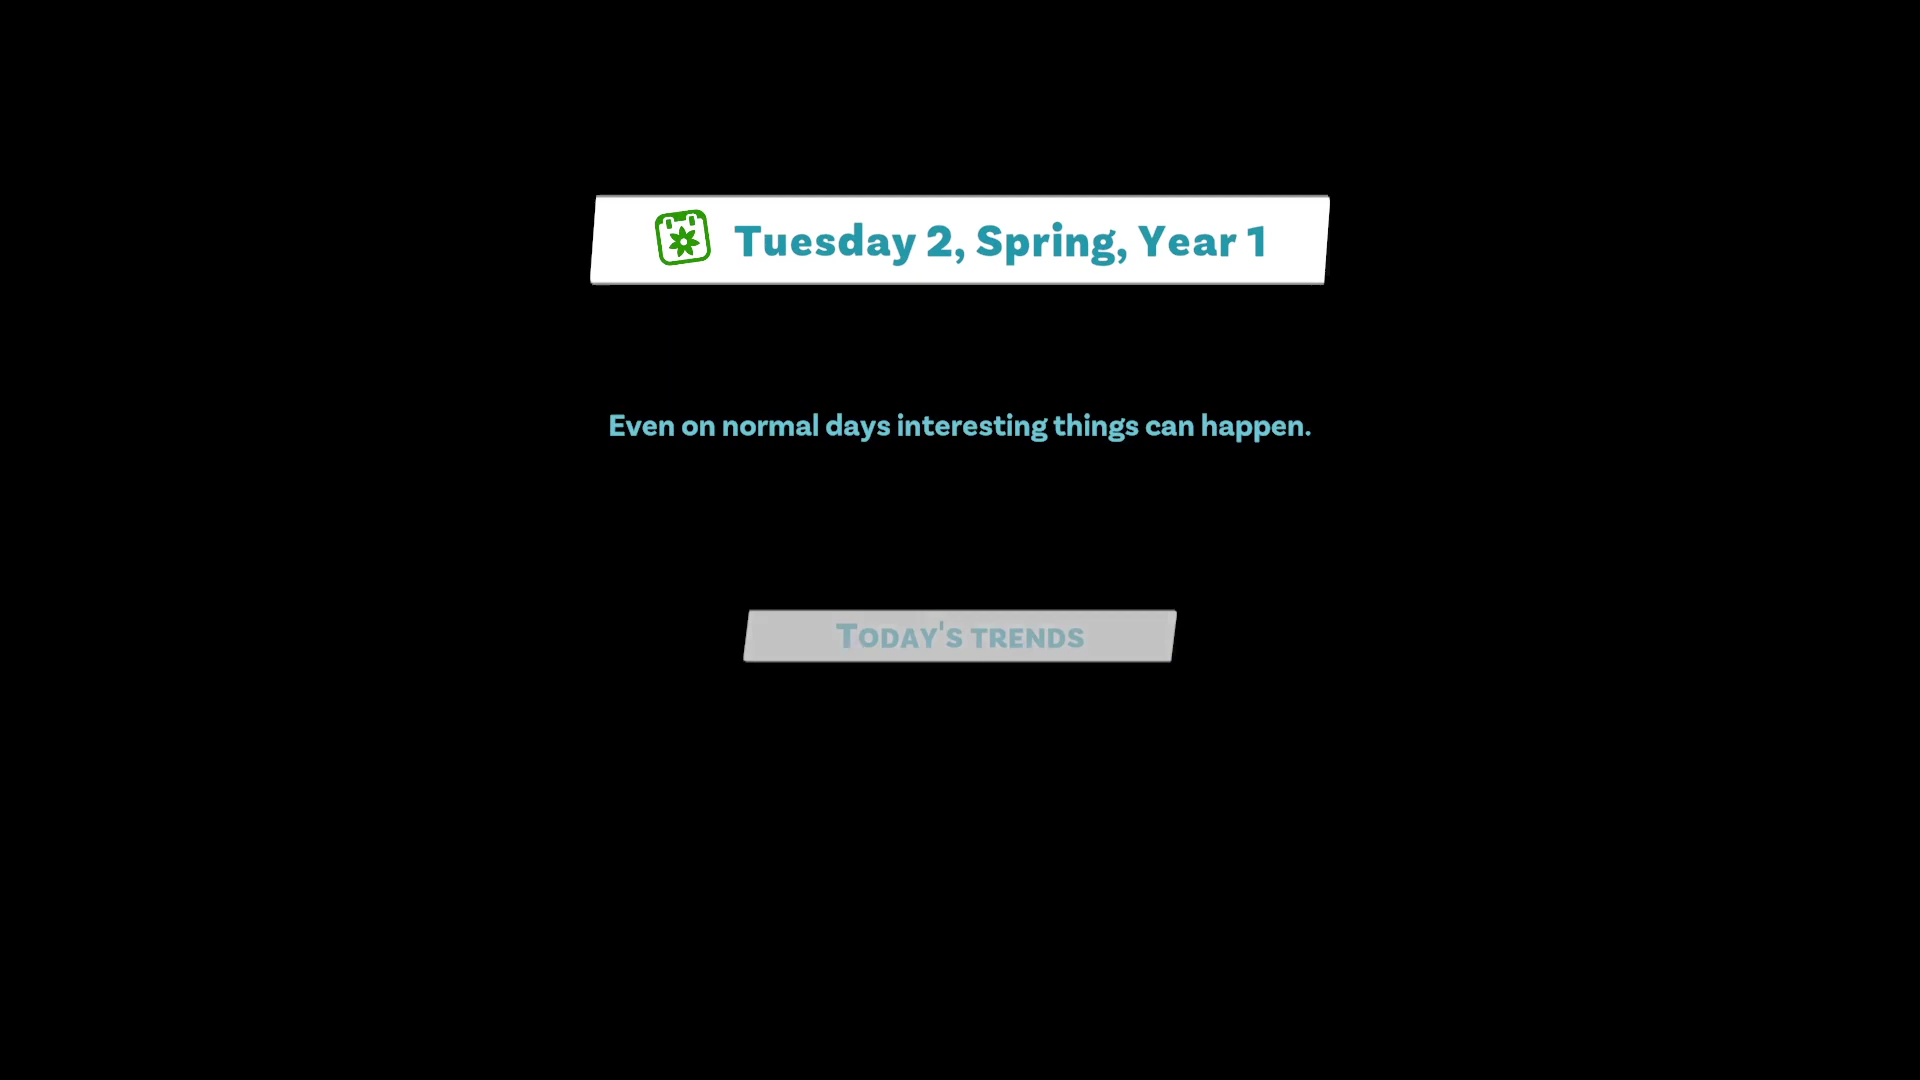 Tuesday 2, Spring, Year 1
Even on normal days interesting things can happen.
Today's trends